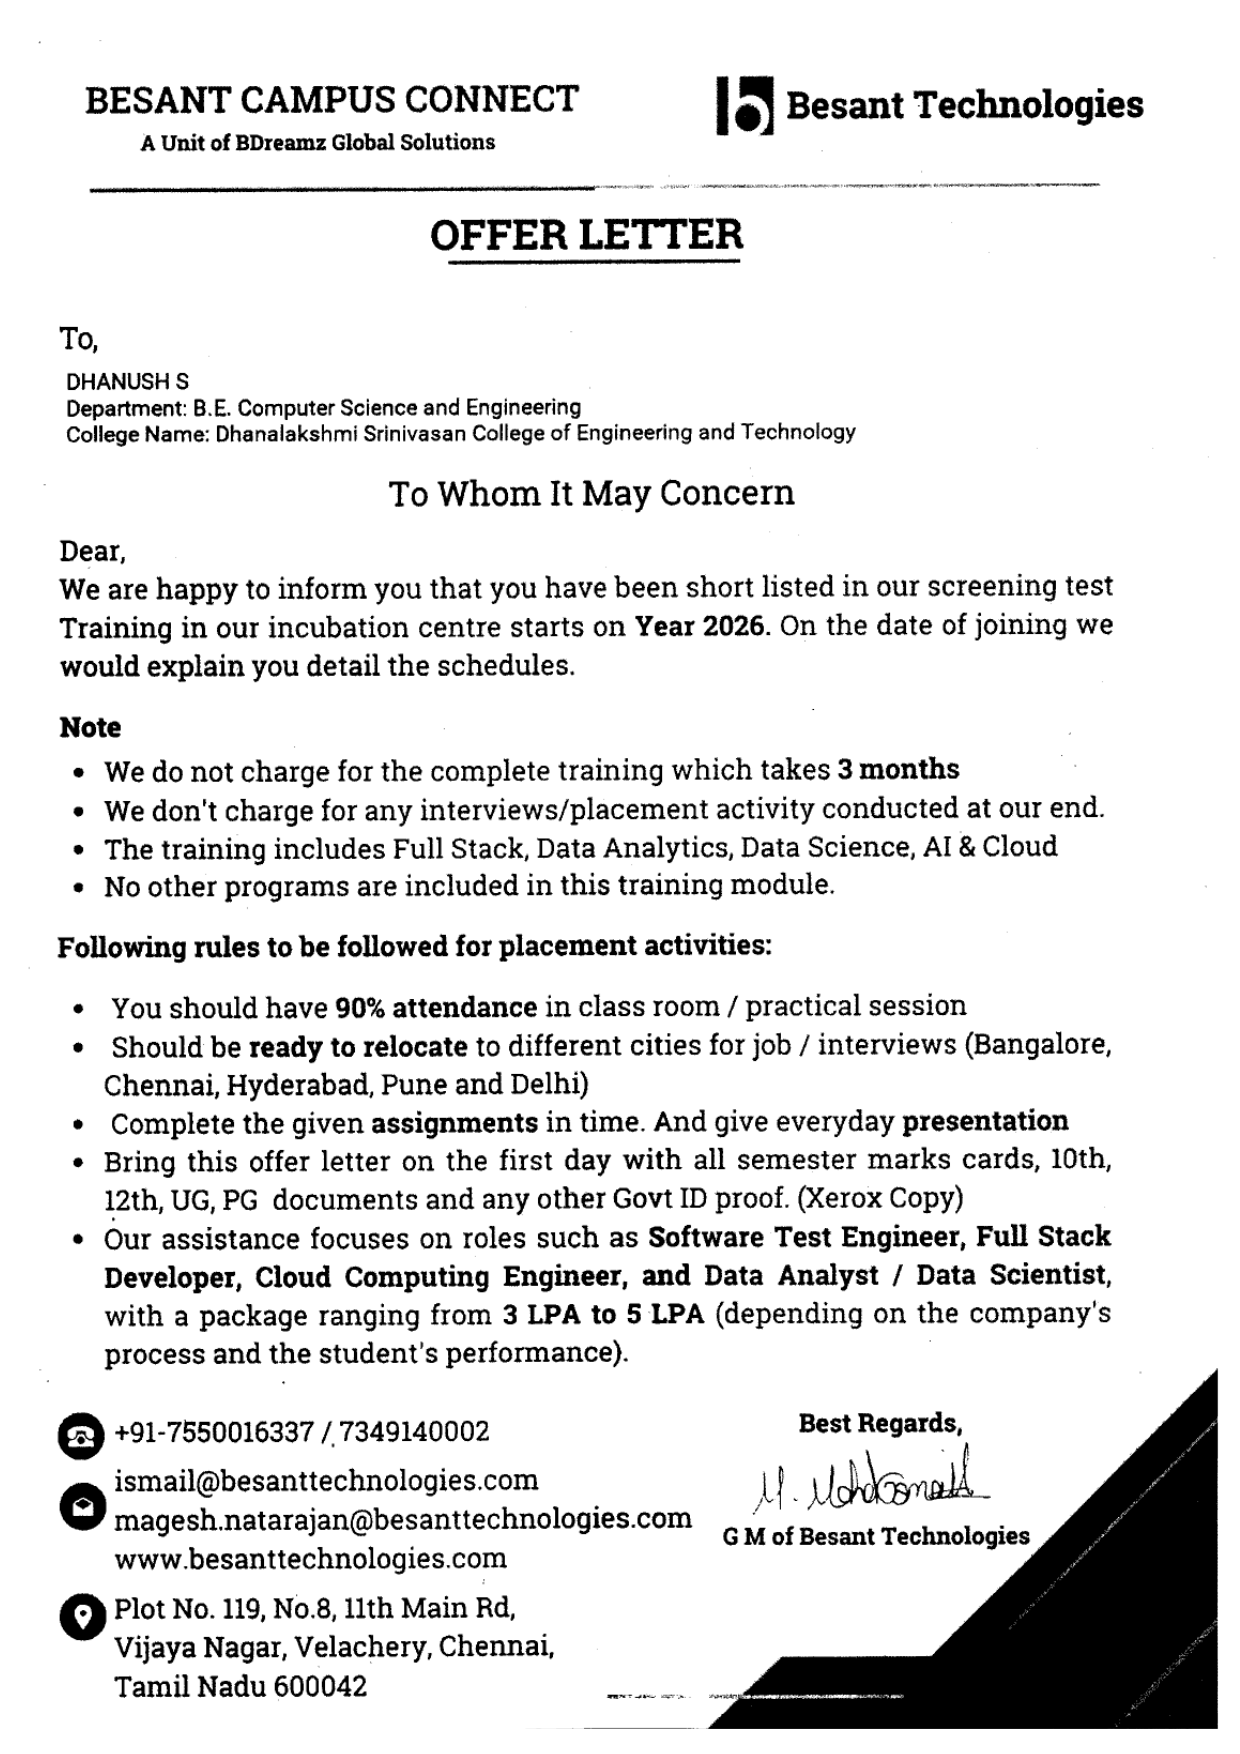 BESANT CAMPUS CONNECT
A Unit of BDreamz Global Solutions
Besant Technologies
OFFER LETTER
To,
DHANUSH S
Department: B.E. Computer Science and Engineering
College Name: Dhanalakshmi Srinivasan College of Engineering and Technology
To Whom It May Concern
Dear,
We are happy to inform you that you have been short listed in our screening test
Training in our incubation centre starts on Year 2026. On the date of joining we
would explain you detail the schedules.
Note
• We do not charge for the complete training which takes 3 months
• We don't charge for any interviews/placement activity conducted at our end.
• The training includes Full Stack, Data Analytics, Data Science, AI & Cloud
• No other programs are included in this training module.
Following rules to be followed for placement activities:
• You should have 90% attendance in class room / practical session
• Should be ready to relocate to different cities for job / interviews (Bangalore,
Chennai, Hyderabad, Pune and Delhi)
• Complete the given assignments in time. And give everyday presentation
• Bring this offer letter on the first day with all semester marks cards, 10th,
12th, UG, PG documents and any other Govt ID proof. (Xerox Copy)
• Our assistance focuses on roles such as Software Test Engineer, Full Stack
Developer, Cloud Computing Engineer, and Data Analyst / Data Scientist,
with a package ranging from 3 LPA to 5 LPA (depending on the company's
process and the student's performance).
+91-7550016337 / 7349140002
ismail@besanttechnologies.com
magesh.natarajan@besanttechnologies.com
www.besanttechnologies.com
Plot No. 119, No.8, 11th Main Rd,
Vijaya Nagar, Velachery, Chennai,
Tamil Nadu 600042
Best Regards,
G M of Besant Technologies